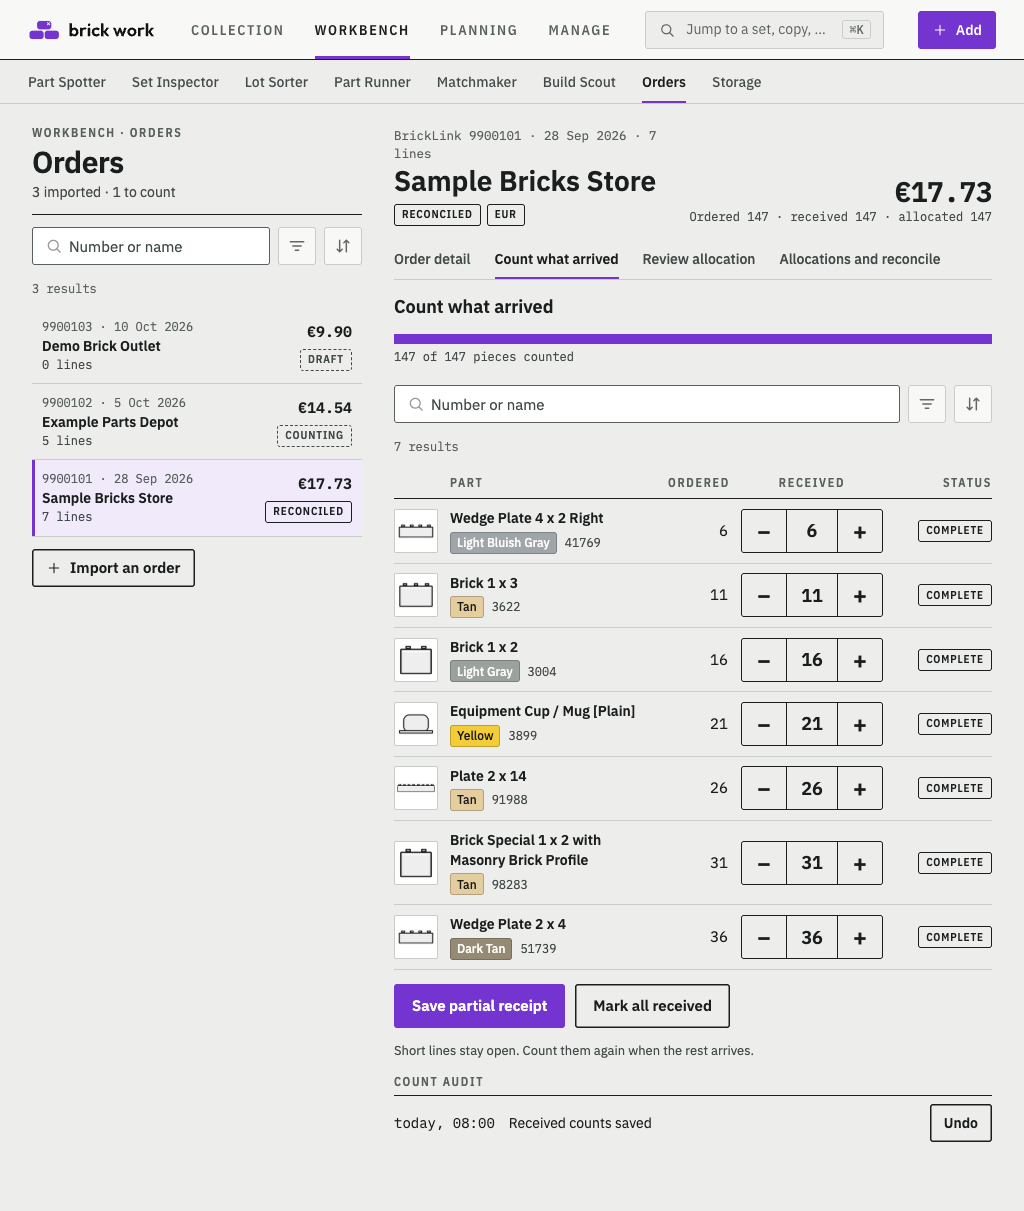 brick work
COLLECTION
WORKBENCH
PLANNING
MANAGE
Jump to a set, copy, ...
⌘K
Add
Part Spotter
Set Inspector
Lot Sorter
Part Runner
Matchmaker
Build Scout
Orders
Storage
WORKBENCH · ORDERS
Orders
3 imported · 1 to count
Number or name
3 results
9900103 · 10 Oct 2026
Demo Brick Outlet
0 lines
€9.90
DRAFT
9900102 · 5 Oct 2026
Example Parts Depot
5 lines
€14.54
COUNTING
9900101 · 28 Sep 2026
Sample Bricks Store
7 lines
€17.73
RECONCILED
Import an order
BrickLink 9900101 · 28 Sep 2026 · 7
lines
Sample Bricks Store
RECONCILED
EUR
€17.73
Ordered 147 · received 147 · allocated 147
Order detail
Count what arrived
Review allocation
Allocations and reconcile
Count what arrived
147 of 147 pieces counted
Number or name
7 results
PART
ORDERED
RECEIVED
STATUS
Wedge Plate 4 x 2 Right
Light Bluish Gray 41769
6
− 6 +
COMPLETE
Brick 1 x 3
Tan 3622
11
− 11 +
COMPLETE
Brick 1 x 2
Light Gray 3004
16
− 16 +
COMPLETE
Equipment Cup / Mug [Plain]
Yellow 3899
21
− 21 +
COMPLETE
Plate 2 x 14
Tan 91988
26
− 26 +
COMPLETE
Brick Special 1 x 2 with
Masonry Brick Profile
Tan 98283
31
− 31 +
COMPLETE
Wedge Plate 2 x 4
Dark Tan 51739
36
− 36 +
COMPLETE
Save partial receipt
Mark all received
Short lines stay open. Count them again when the rest arrives.
COUNT AUDIT
today, 08:00 Received counts saved
Undo